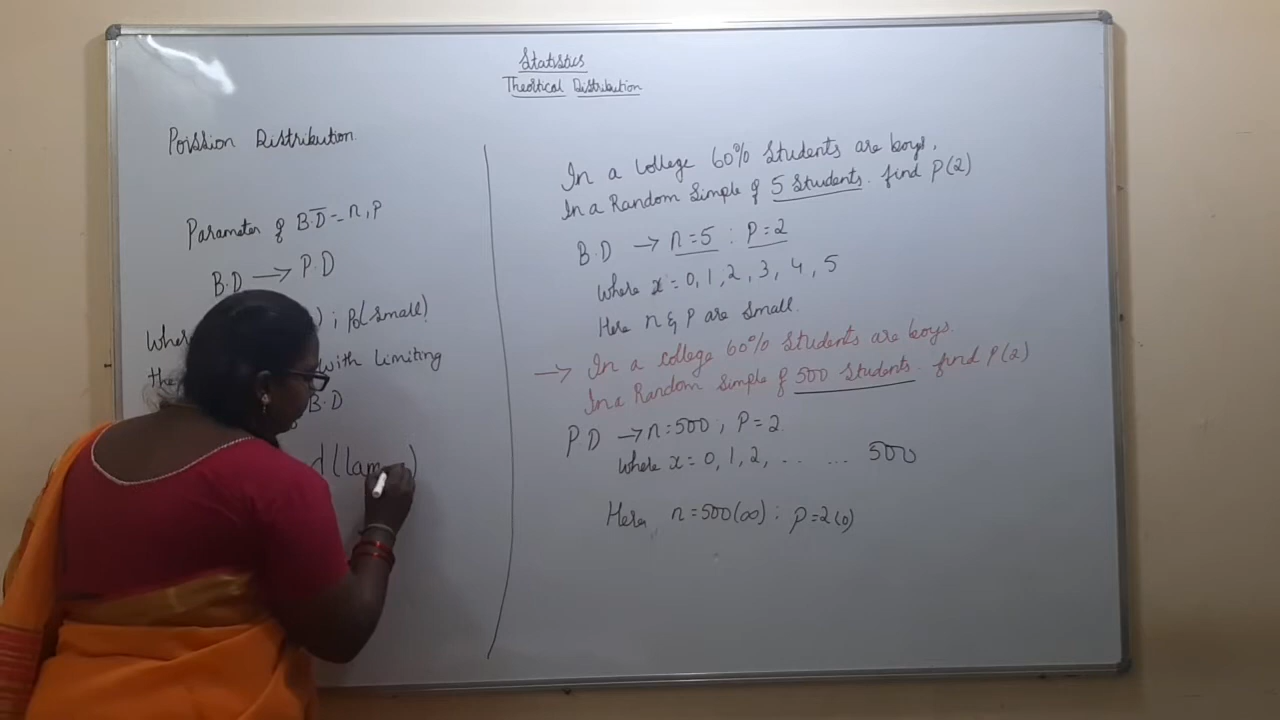 Statistics
Theortical Distribution
Poission Distribution.
Parameter of B.D = n, P
B.D → P.D
Where ) ; P0(small)
the with limiting
B.D
(lam )
In a college 60% Students are boys.
In a Random Simple of 5 Students. find P(2)
B.D → n=5 : P=2
Where x = 0, 1, 2, 3, 4, 5
Here n & P are small.
→ In a college 60% Students are boys.
In a Random Simple of 500 Students. find P(2)
P D → n=500 ; P=2
Where x = 0, 1, 2, .. ... 500
Here, n = 500(∞) : P=2(0)